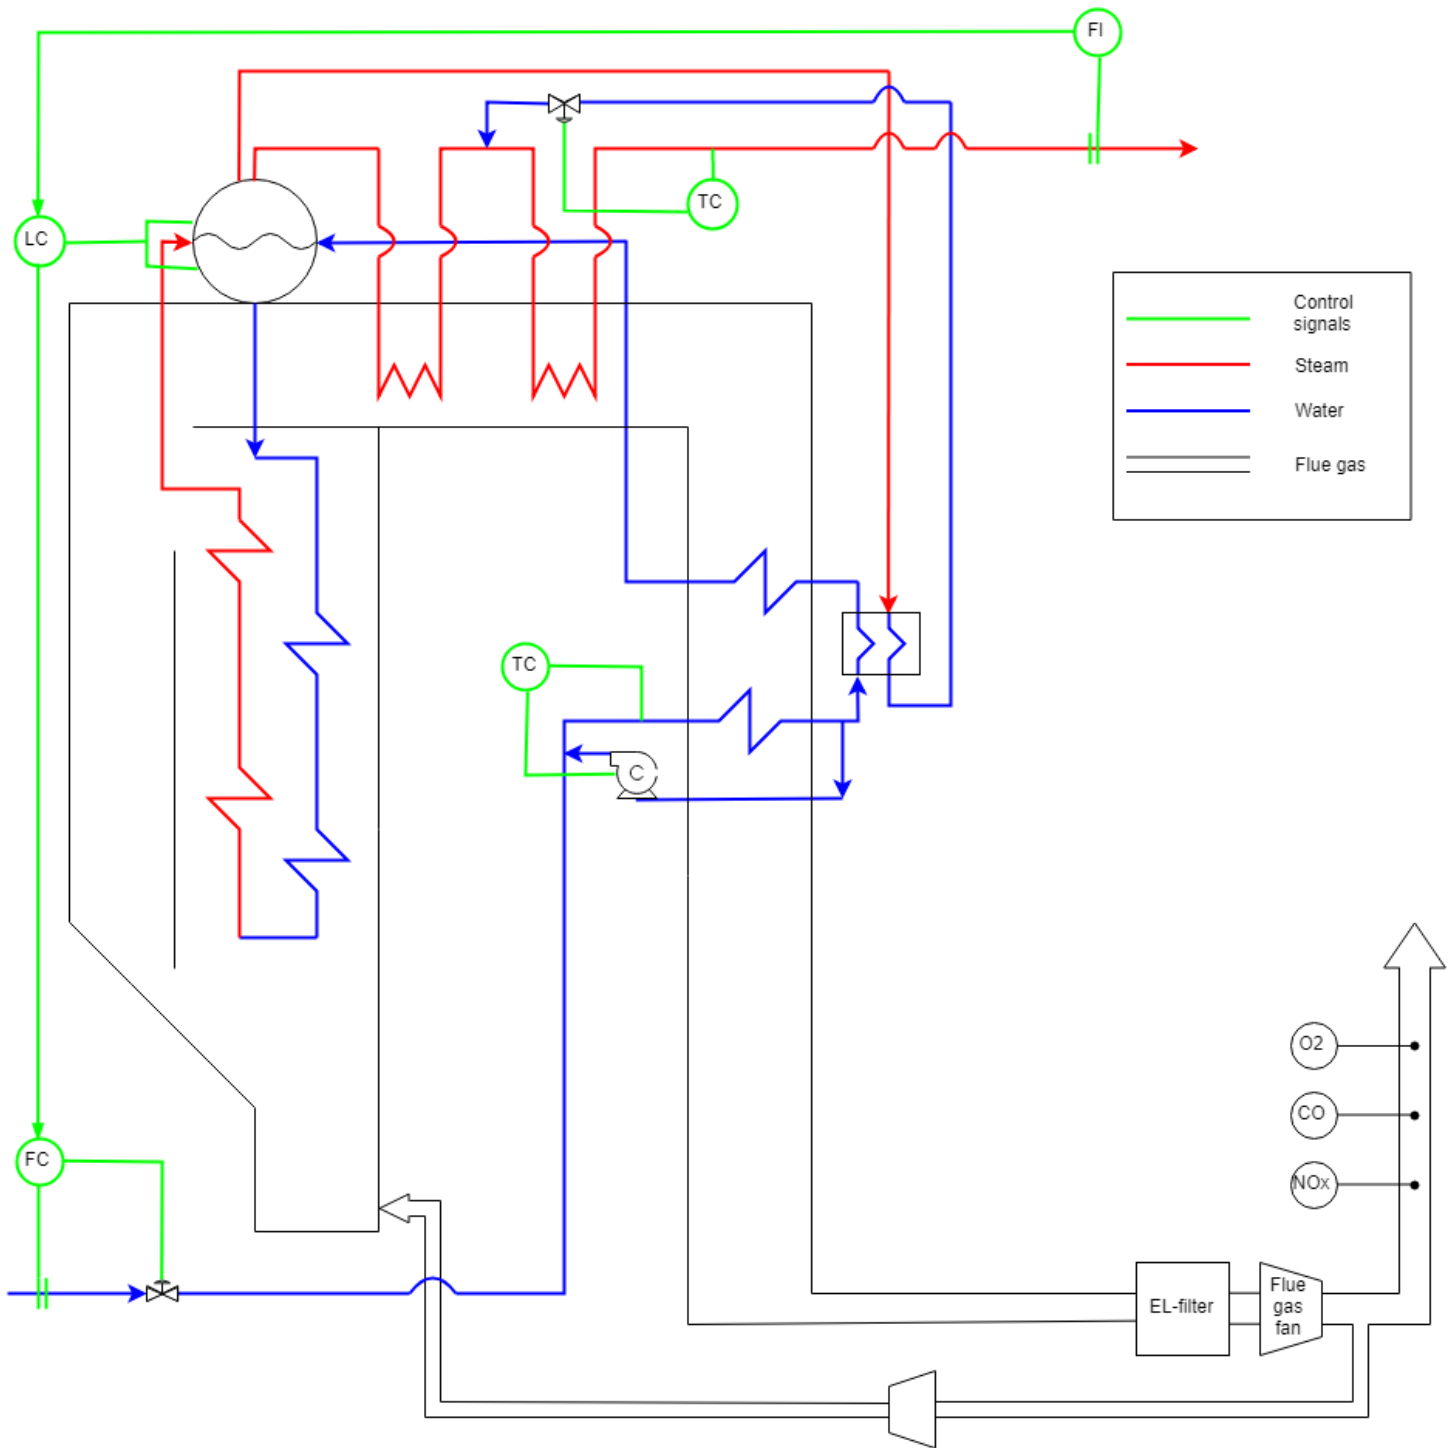 FI
TC
LC
Control
signals
Steam
Water
Flue gas
TC
C
O2
CO
NOx
FC
EL-filter
Flue
gas
fan